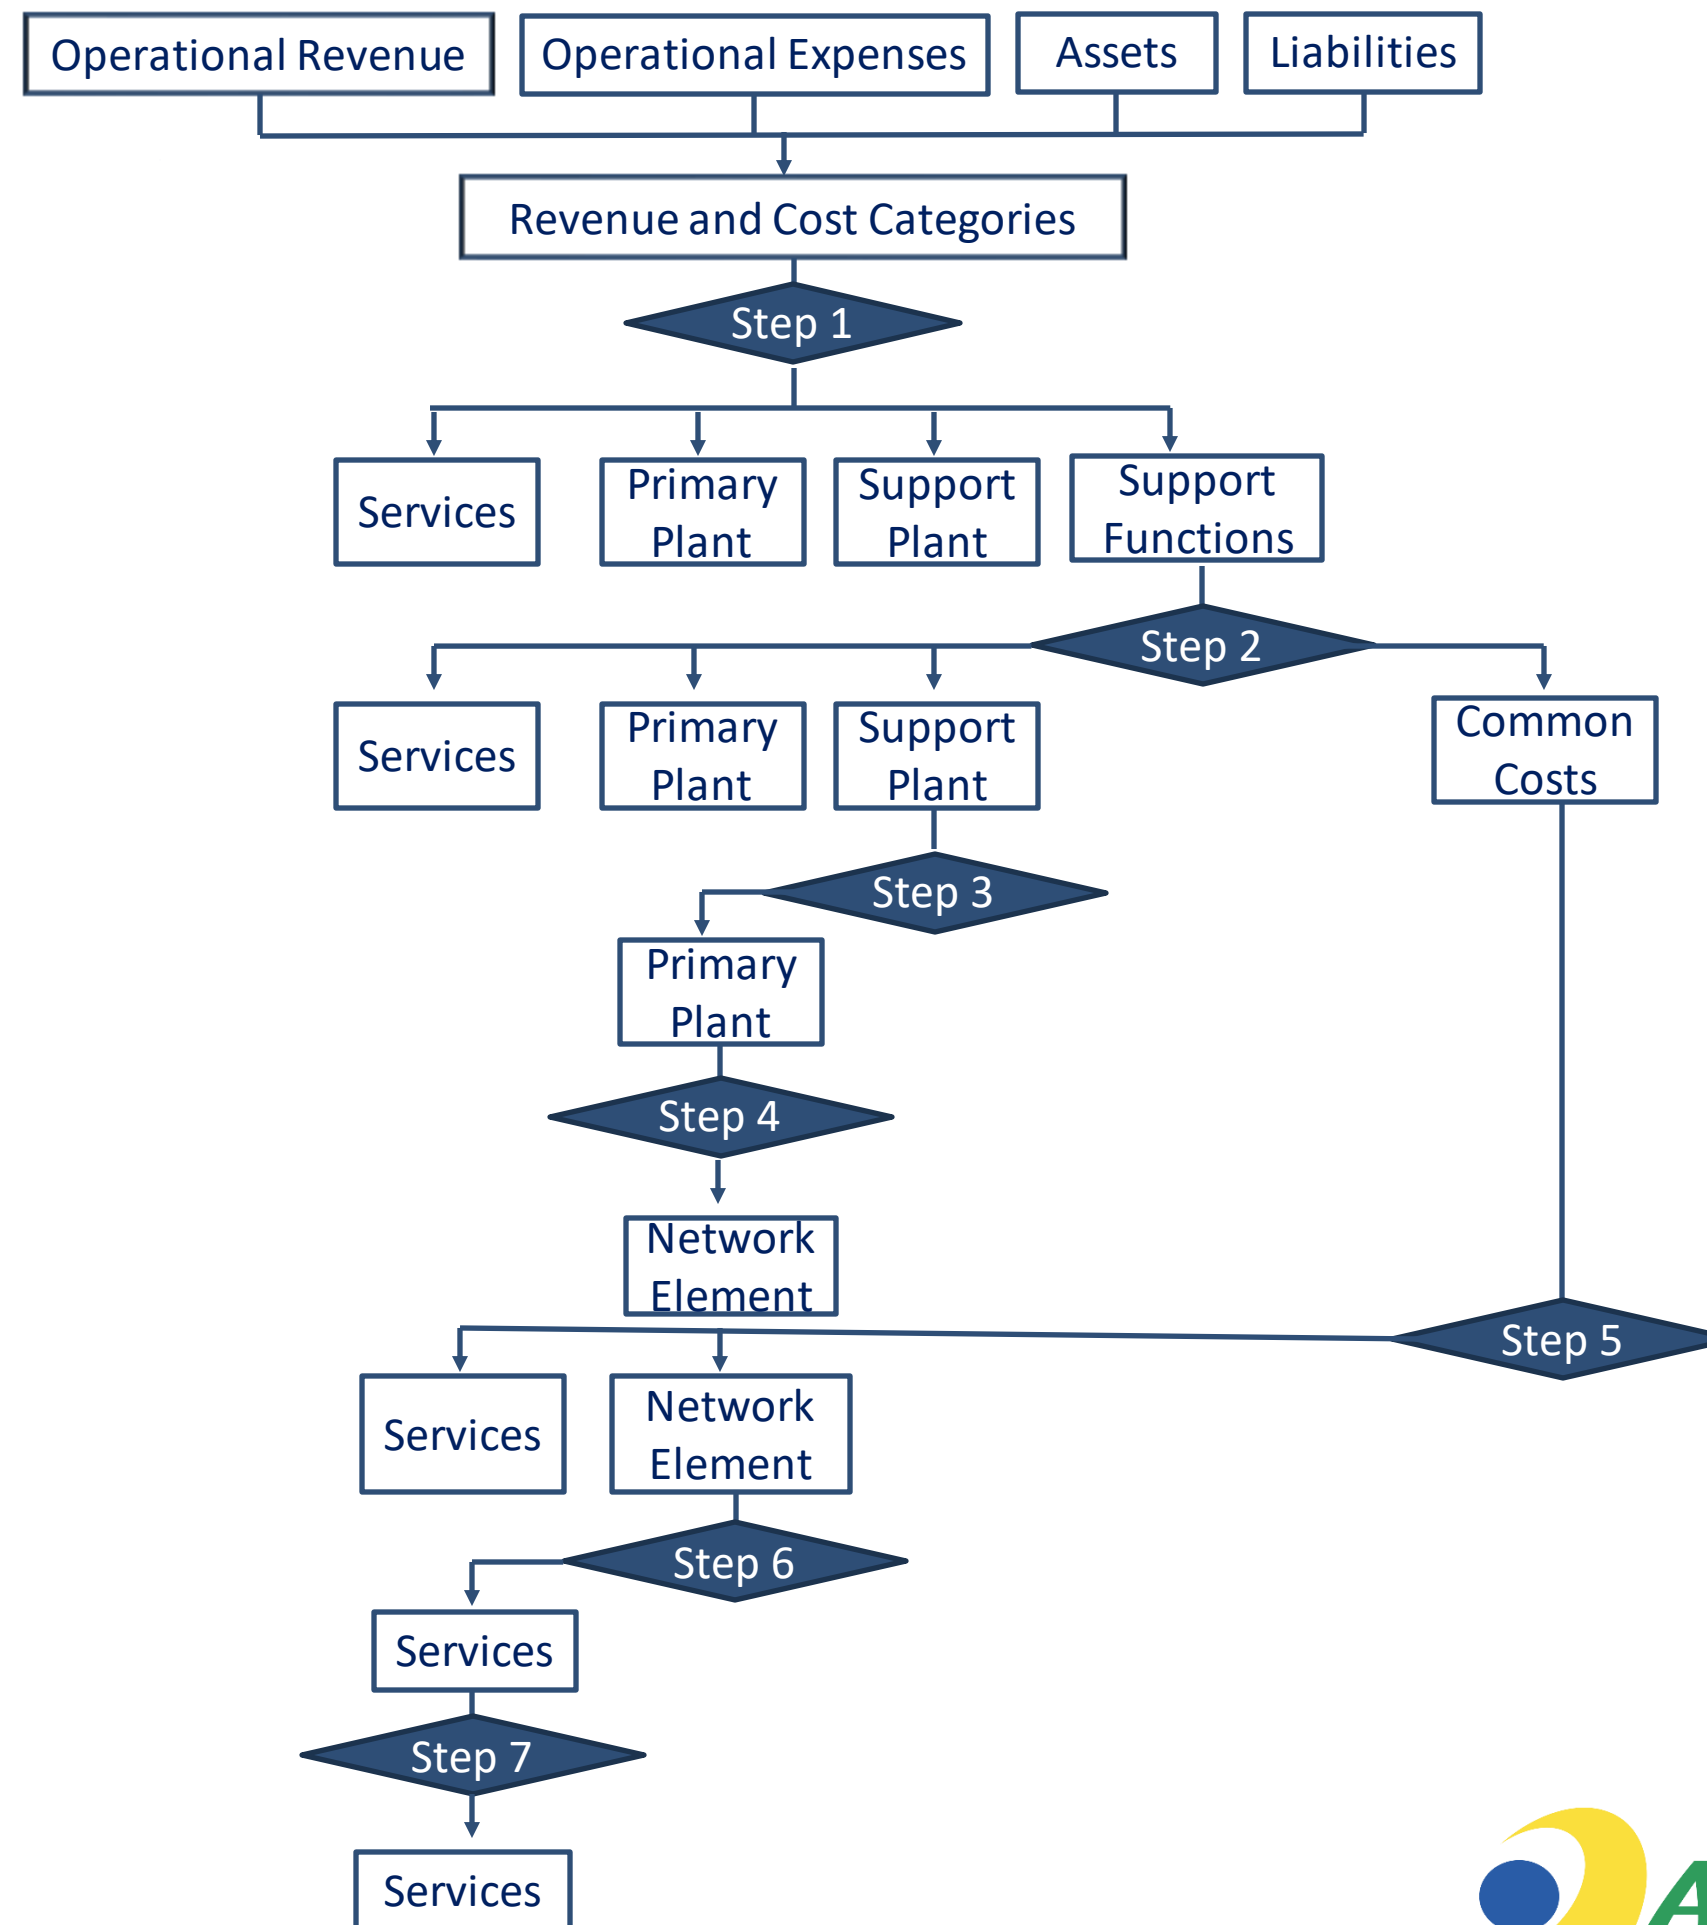 Operational Revenue
Operational Expenses
Assets
Liabilities
Revenue and Cost Categories
Step 1
Services
Primary
Plant
Support
Plant
Support
Functions
Step 2
Services
Primary
Plant
Support
Plant
Common
Costs
Step 3
Primary
Plant
Step 4
Network
Element
Step 5
Services
Network
Element
Step 6
Services
Step 7
Services
A